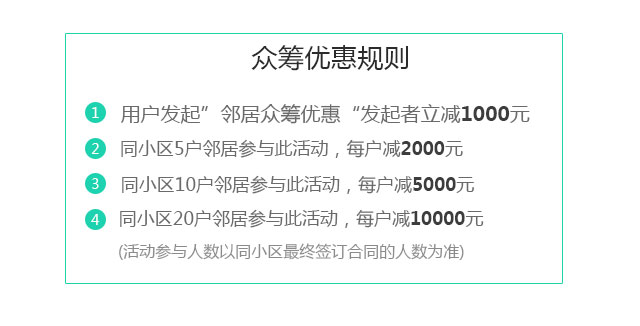 众筹优惠规则
1 用户发起”邻居众筹优惠“发起者立减1000元
2 同小区5户邻居参与此活动，每户减2000元
3 同小区10户邻居参与此活动，每户减5000元
4 同小区20户邻居参与此活动，每户减10000元
(活动参与人数以同小区最终签订合同的人数为准)